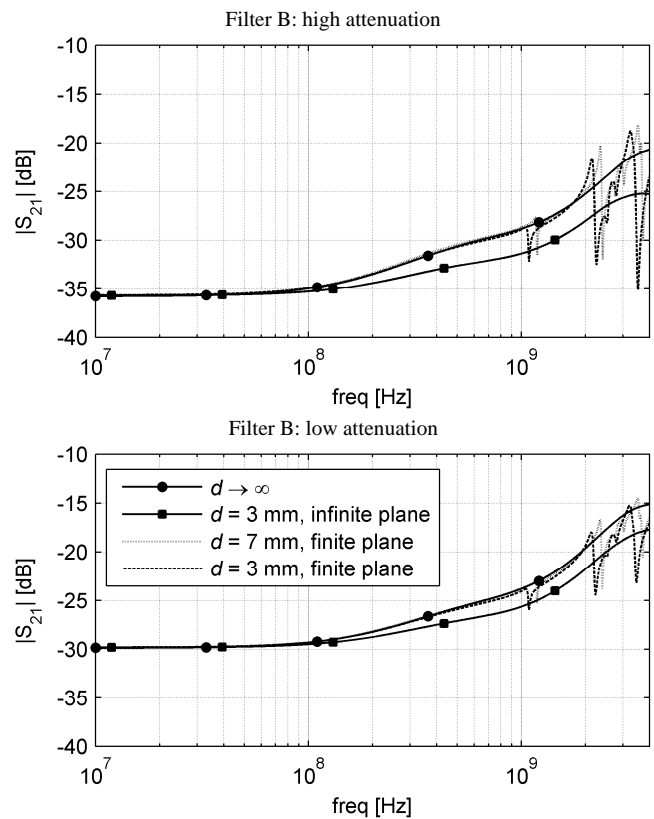 Filter B: high attenuation
-10
-15
-20
-25
-30
-35
-40
|S21| [dB]
10^7
10^8
10^9
freq [Hz]
Filter B: low attenuation
-10
-15
-20
-25
-30
-35
-40
|S21| [dB]
d → ∞
d = 3 mm, infinite plane
d = 7 mm, finite plane
d = 3 mm, finite plane
10^7
10^8
10^9
freq [Hz]